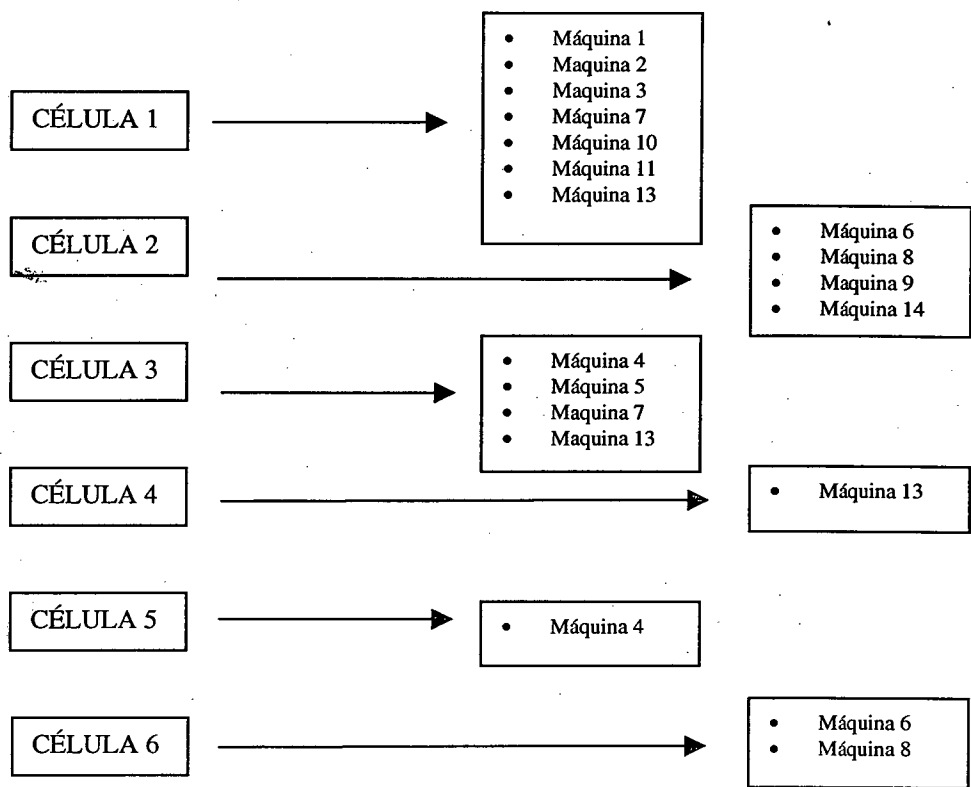 CÉLULA 1
• Máquina 1
• Maquina 2
• Maquina 3
• Máquina 7
• Máquina 10
• Máquina 11
• Máquina 13
CÉLULA 2
• Máquina 6
• Máquina 8
• Maquina 9
• Máquina 14
CÉLULA 3
• Máquina 4
• Máquina 5
• Maquina 7
• Maquina 13
CÉLULA 4
• Máquina 13
CÉLULA 5
• Máquina 4
CÉLULA 6
• Máquina 6
• Máquina 8